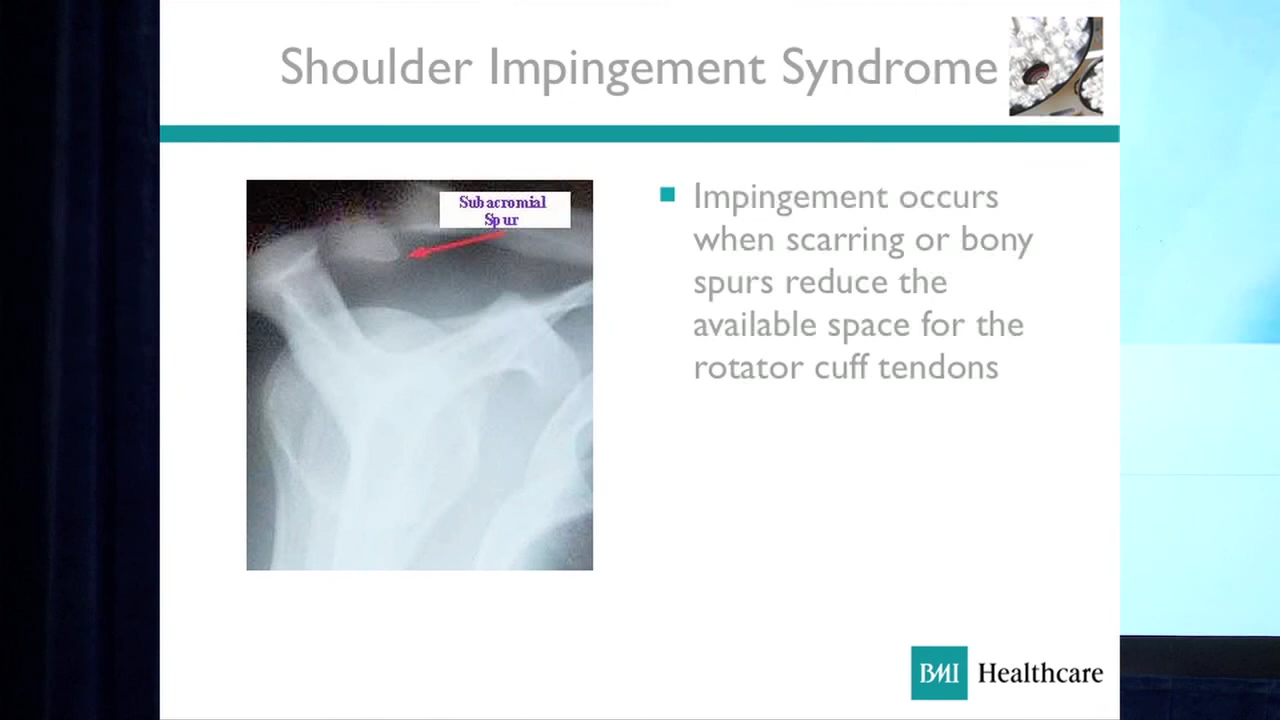 Shoulder Impingement Syndrome
Subacromial
Spur
Impingement occurs
when scarring or bony
spurs reduce the
available space for the
rotator cuff tendons
BMI Healthcare